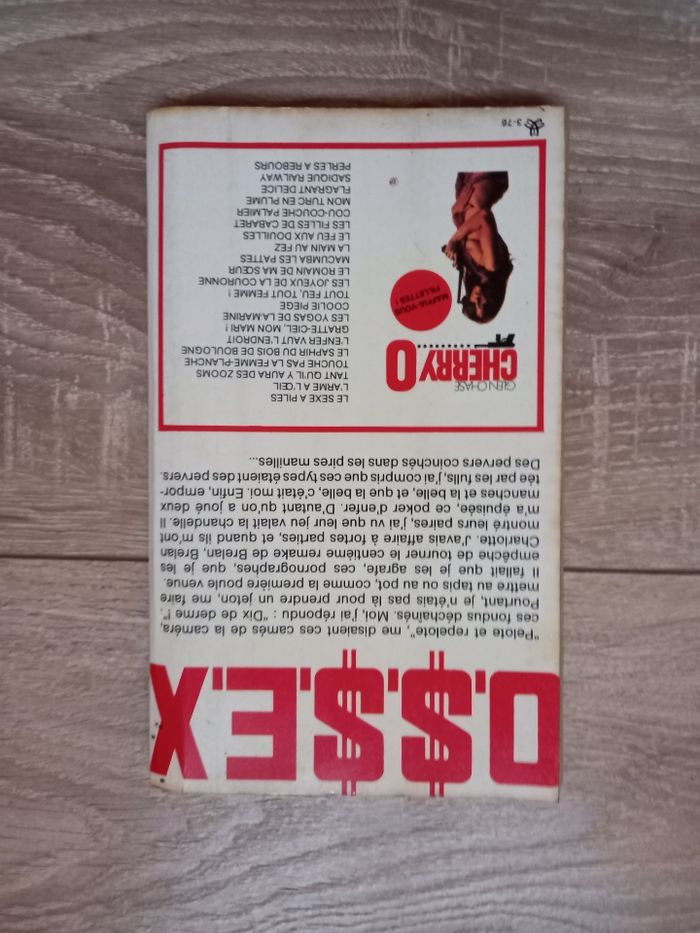 O.$.$.E.X
"Pelote et repelote", me disaient ces camés de la caméra,
ces fondus enchaînés. Moi, j'ai répondu : "Dix" de derme !".
Pourtant, je n'étais pas là pour prendre un jeton, me faire
mettre au tapis ou au pot, comme la première poule venue.
Il fallait que je les agrafe, ces pornographes, que je les
empêche de tourner le centième remake de Brelan, Brelan
Charlotte. J'avais affaire à fortes parties, et quand ils m'ont
montré leurs paires, j'ai vu que leur jeu valait la chandelle. Il
m'a épuisée, ce poker d'enfer. D'autant qu'on a joué deux
manches et la belle, et que la belle, c'était moi. Enfin, empor-
tée par les fulls, j'ai compris que ces types étaient des pervers.
Des pervers coinchés dans les pires manilles...
GLEN CHASE
CHERRY O
MAFFIA-VOUS
FILLETTES !
LE SEXE A PILES
L'ARME A L'ŒIL
TANT QU'IL Y AURA DES ZOOMS
TOUCHE PAS LA FEMME-PLANCHE
LE SAPHIR DU BOIS DE BOULOGNE
L'ENFER VAUT L'ENDROIT
GRATTE-CIEL, MON MARI !
LES YOGAS DE LA MARINE
COOLIE PIEGE
TOUT FEU, TOUT FEMME !
LES JOYEUX DE LA COURONNE
LE ROMAIN DE MA SŒUR
MACUMBA LES PATTES
LA MAIN AU FEZ
LE FEU AUX DOUILLES
LES FILLES DE CABARET
COU-COUCHE PALMIER
MON TURC EN PLUME
FLAGRANT DELICE
SADIQUE RAILWAY
PERLES A REBOURS
3-76